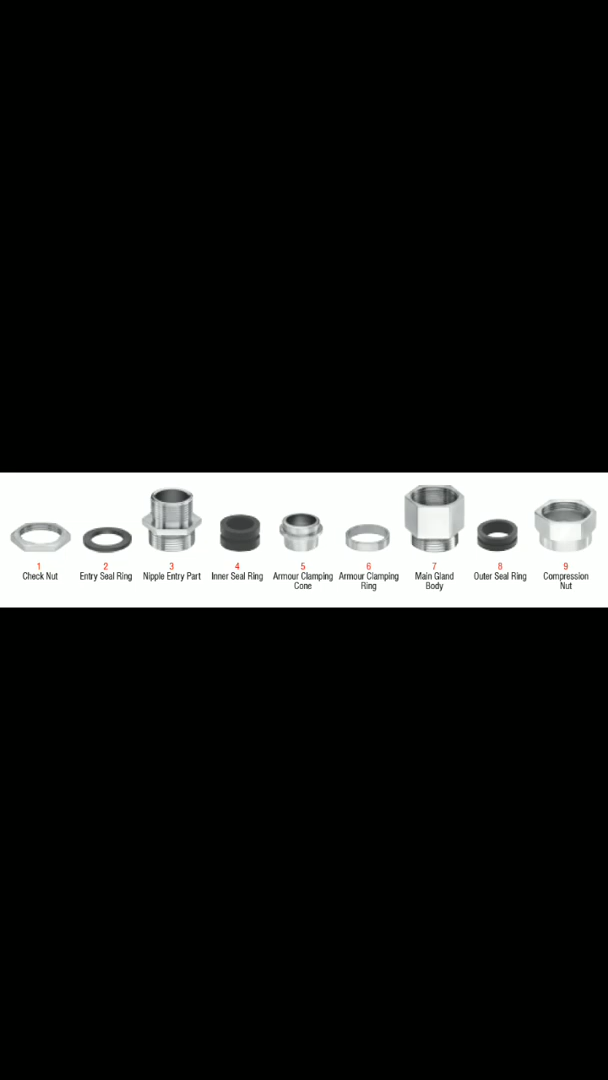 1 2 3 4 5 6 7 8 9
Check Nut Entry Seal Ring Nipple Entry Part Inner Seal Ring Armour Clamping Armour Clamping Main Gland Outer Seal Ring Compression
Cone Ring Body Nut